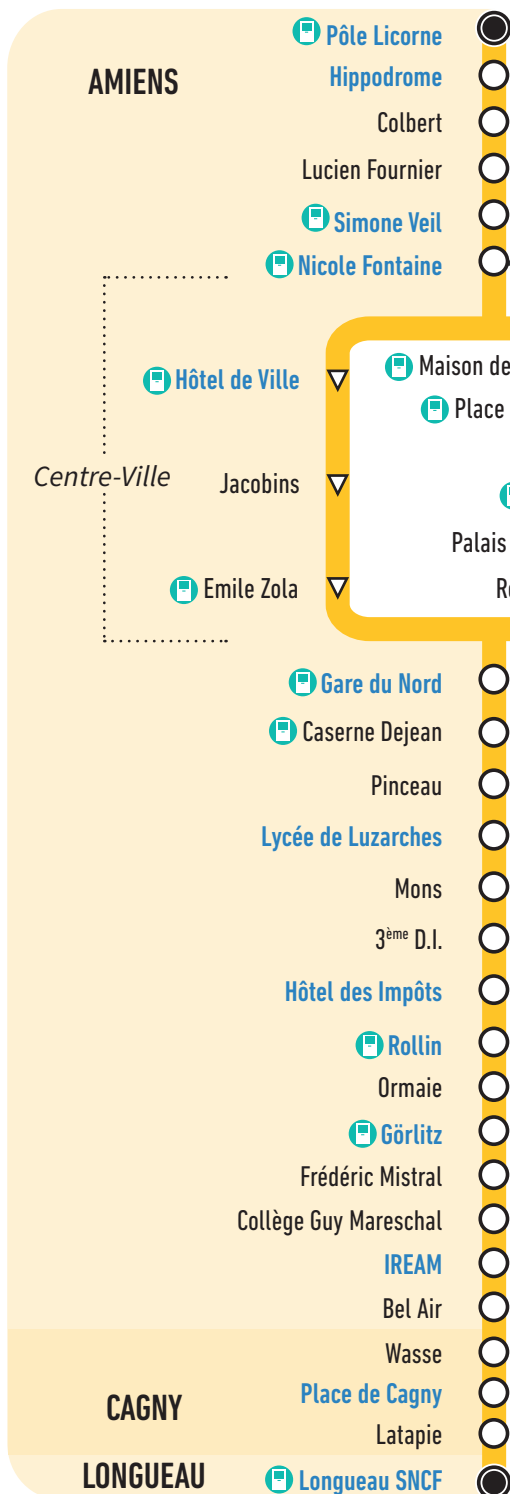 Pôle Licorne
AMIENS
Hippodrome
Colbert
Lucien Fournier
Simone Veil
Nicole Fontaine
Maison de
Hôtel de Ville
Place
Centre-Ville
Jacobins
Palais
Emile Zola
Gare du Nord
Caserne Dejean
Pinceau
Lycée de Luzarches
Mons
3ème D.I.
Hôtel des Impôts
Rollin
Ormaie
Görlitz
Frédéric Mistral
Collège Guy Mareschal
IREAM
Bel Air
Wasse
Place de Cagny
CAGNY
Latapie
LONGUEAU
Longueau SNCF